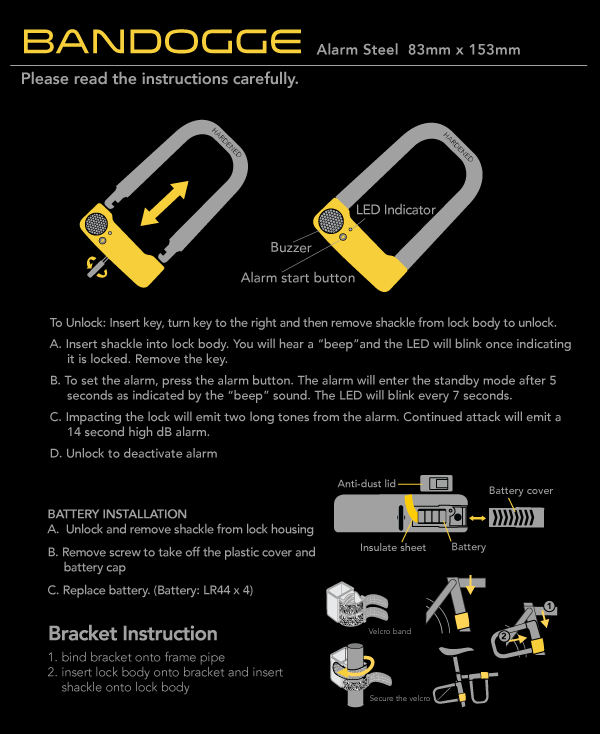 BANDOGGE Alarm Steel 83mm x 153mm
Please read the instructions carefully.
HARDENED
HARDENED
LED Indicator
Buzzer
Alarm start button
To Unlock: Insert key, turn key to the right and then remove shackle from lock body to unlock.
A. Insert shackle into lock body. You will hear a “beep”and the LED will blink once indicating
it is locked. Remove the key.
B. To set the alarm, press the alarm button. The alarm will enter the standby mode after 5
seconds as indicated by the “beep” sound. The LED will blink every 7 seconds.
C. Impacting the lock will emit two long tones from the alarm. Continued attack will emit a
14 second high dB alarm.
D. Unlock to deactivate alarm
Anti-dust lid
Battery cover
Insulate sheet
Battery
BATTERY INSTALLATION
A. Unlock and remove shackle from lock housing
B. Remove screw to take off the plastic cover and
battery cap
C. Replace battery. (Battery: LR44 x 4)
Velcro band
1
2
Secure the velcro
Bracket Instruction
1. bind bracket onto frame pipe
2. insert lock body onto bracket and insert
shackle onto lock body